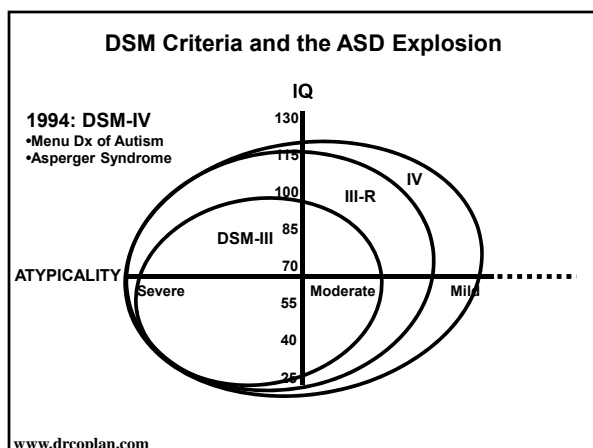 DSM Criteria and the ASD Explosion
IQ
1994: DSM-IV
•Menu Dx of Autism
•Asperger Syndrome
130
115
100
85
70
55
40
25
IV
III-R
DSM-III
ATYPICALITY
Severe
Moderate
Mild
www.drcoplan.com